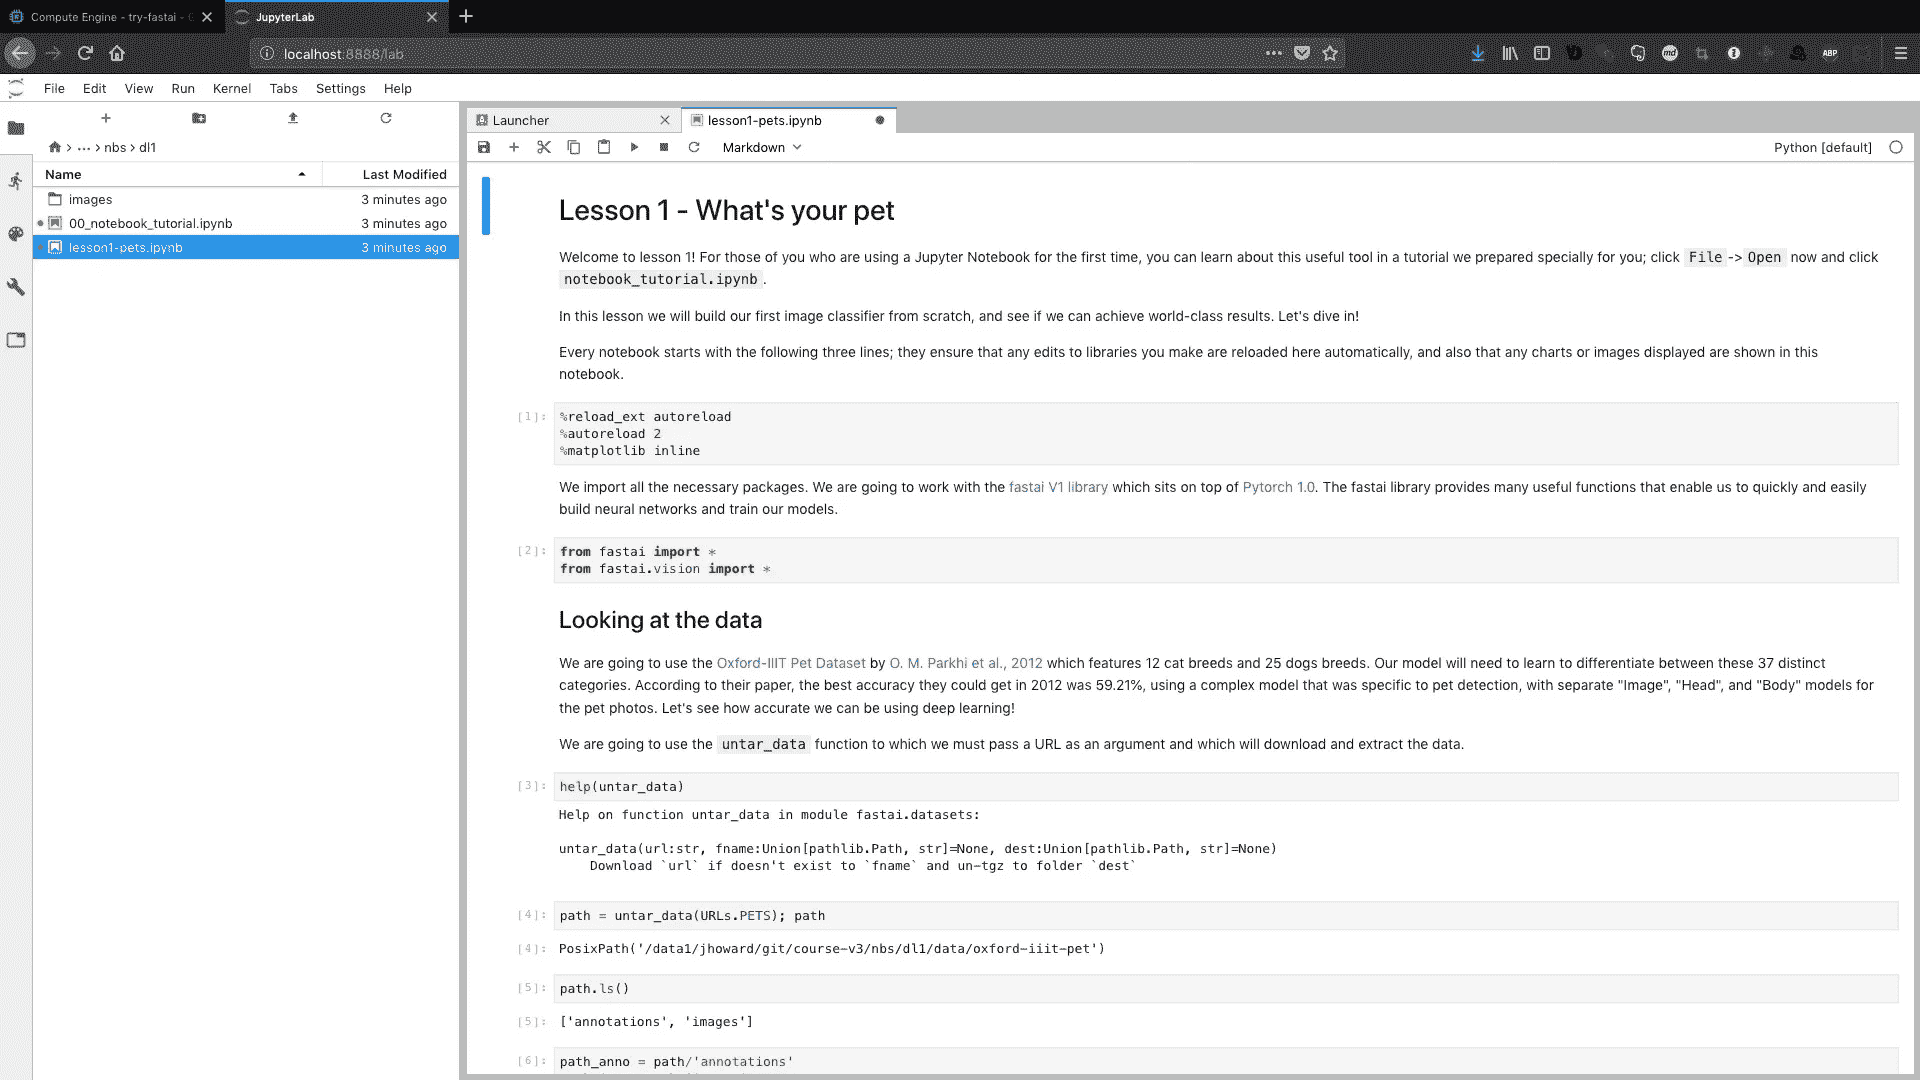 Compute Engine - try-fastai -
JupyterLab
localhost:8888/lab
ABP
File Edit View Run Kernel Tabs Settings Help
nbs > dl1
Name Last Modified
images 3 minutes ago
00_notebook_tutorial.ipynb 3 minutes ago
lesson1-pets.ipynb 3 minutes ago
Launcher
lesson1-pets.ipynb
Markdown
Python [default]
Lesson 1 - What's your pet
Welcome to lesson 1! For those of you who are using a Jupyter Notebook for the first time, you can learn about this useful tool in a tutorial we prepared specially for you; click File -> Open now and click
notebook_tutorial.ipynb .
In this lesson we will build our first image classifier from scratch, and see if we can achieve world-class results. Let's dive in!
Every notebook starts with the following three lines; they ensure that any edits to libraries you make are reloaded here automatically, and also that any charts or images displayed are shown in this
notebook.
[1]: %reload_ext autoreload
%autoreload 2
%matplotlib inline
We import all the necessary packages. We are going to work with the fastai V1 library which sits on top of Pytorch 1.0. The fastai library provides many useful functions that enable us to quickly and easily
build neural networks and train our models.
[2]: from fastai import *
from fastai.vision import *
Looking at the data
We are going to use the Oxford-IIIT Pet Dataset by O. M. Parkhi et al., 2012 which features 12 cat breeds and 25 dogs breeds. Our model will need to learn to differentiate between these 37 distinct
categories. According to their paper, the best accuracy they could get in 2012 was 59.21%, using a complex model that was specific to pet detection, with separate "Image", "Head", and "Body" models for
the pet photos. Let's see how accurate we can be using deep learning!
We are going to use the untar_data function to which we must pass a URL as an argument and which will download and extract the data.
[3]: help(untar_data)
Help on function untar_data in module fastai.datasets:
untar_data(url:str, fname:Union[pathlib.Path, str]=None, dest:Union[pathlib.Path, str]=None)
Download `url` if doesn't exist to `fname` and un-tgz to folder `dest`
[4]: path = untar_data(URLs.PETS); path
[4]: PosixPath('/data1/jhoward/git/course-v3/nbs/dl1/data/oxford-iiit-pet')
[5]: path.ls()
[5]: ['annotations', 'images']
[6]: path_anno = path/'annotations'